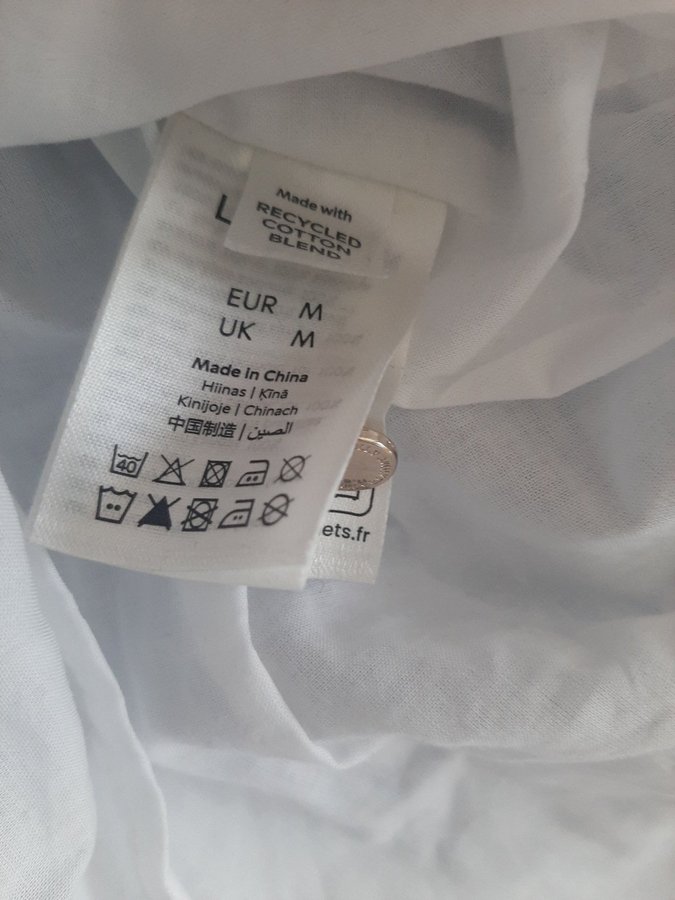 Made with
RECYCLED
COTTON
BLEND
L
EUR M
UK M
Made in China
Hiinas | Ķīnā
Kinijoje | Chinach
中国制造 | الصين
40
ets.fr